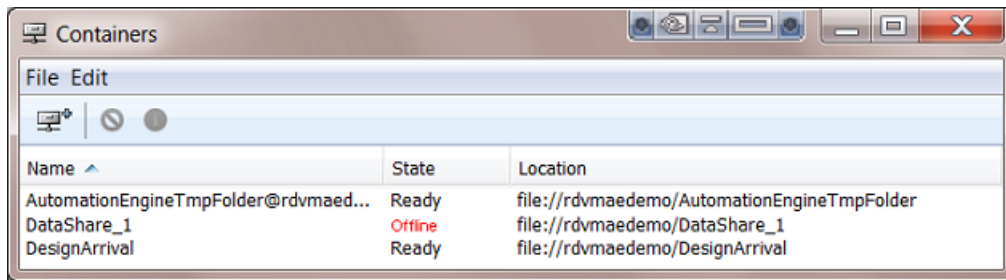 Containers
File Edit
Name State Location
AutomationEngineTmpFolder@rdvmaed... Ready file://rdvmaedemo/AutomationEngineTmpFolder
DataShare_1 Offline file://rdvmaedemo/DataShare_1
DesignArrival Ready file://rdvmaedemo/DesignArrival